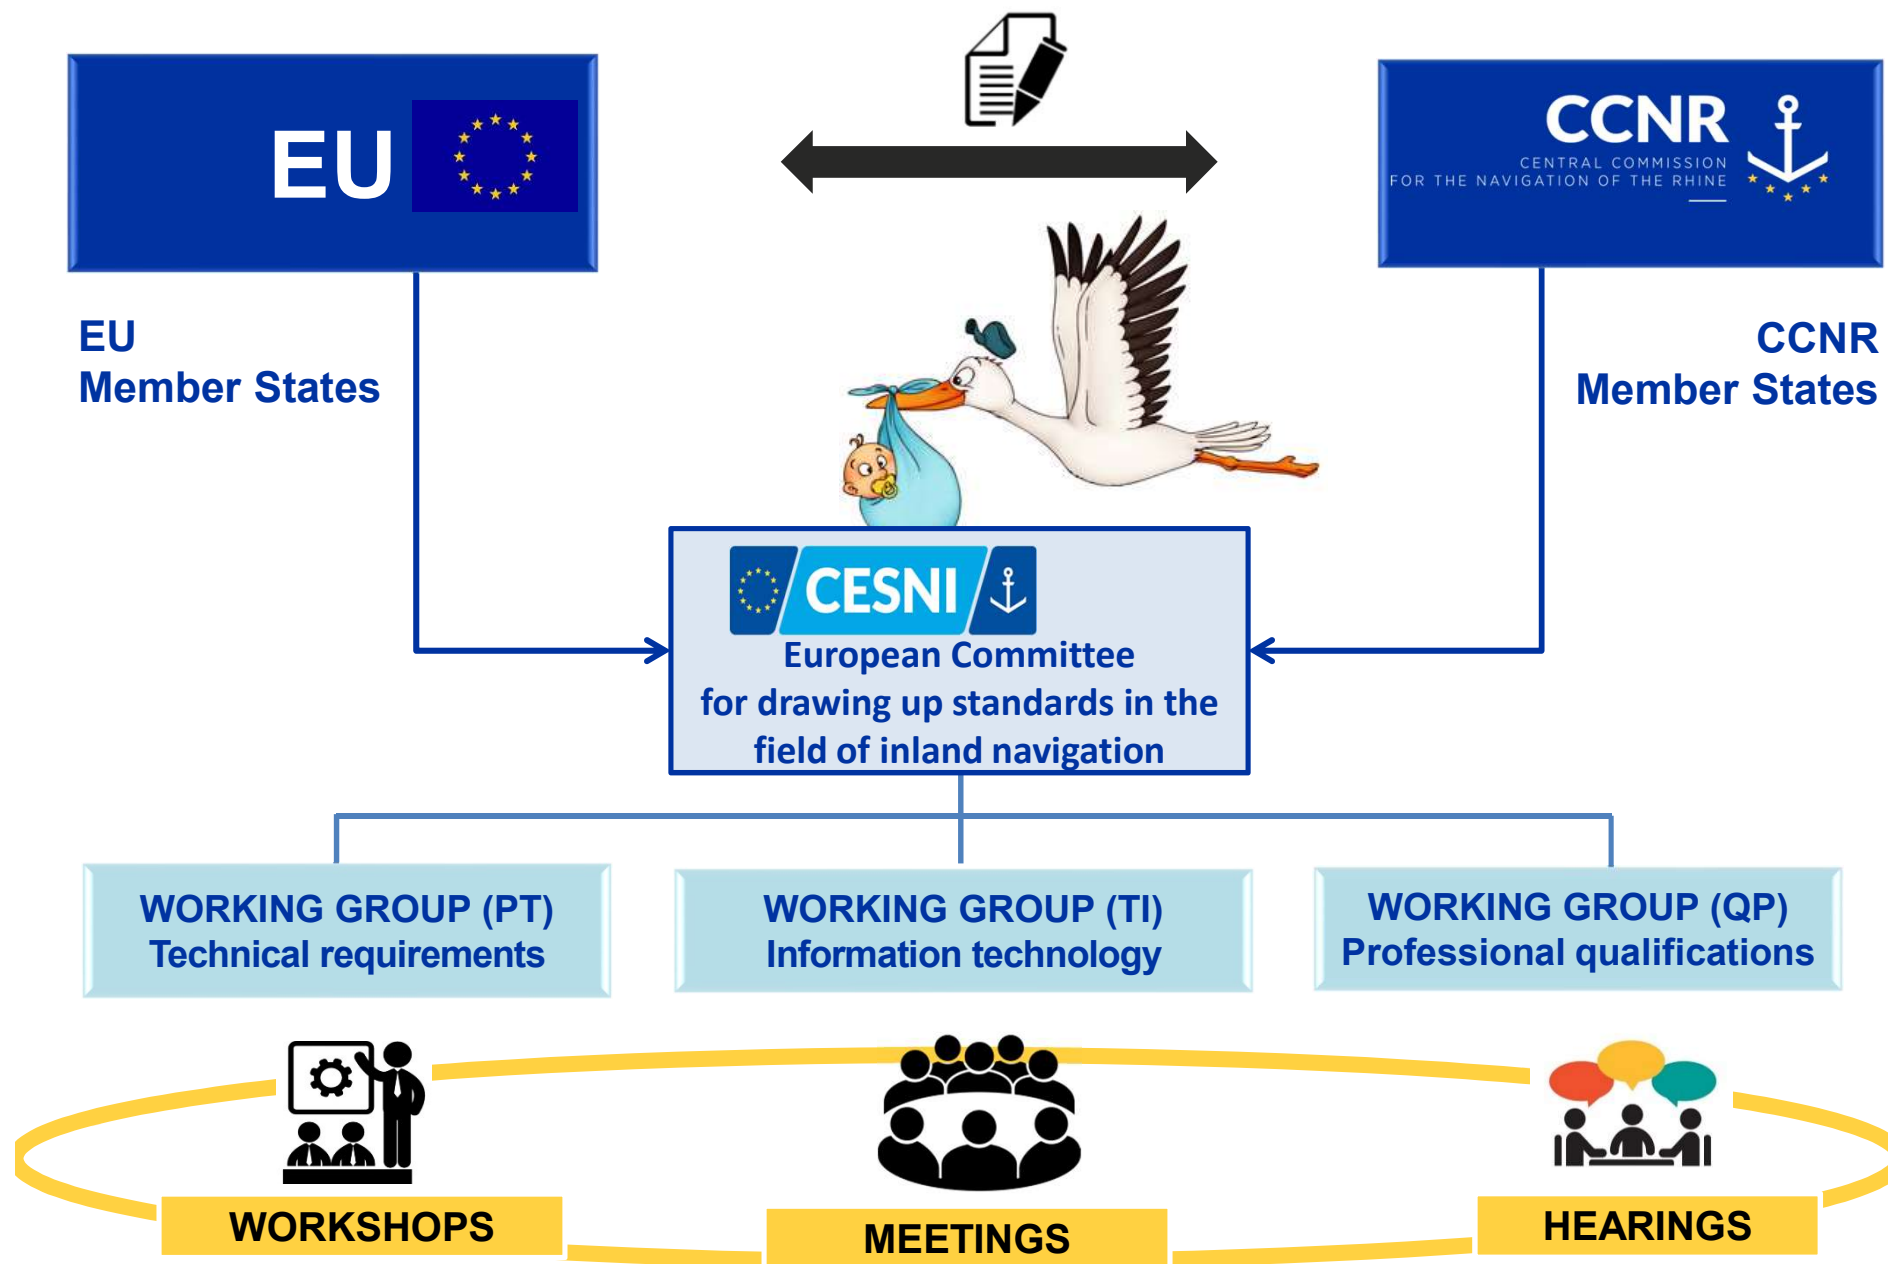 EU
CCNR
CENTRAL COMMISSION
FOR THE NAVIGATION OF THE RHINE
EU
Member States
CCNR
Member States
CESNI
European Committee
for drawing up standards in the
field of inland navigation
WORKING GROUP (PT)
Technical requirements
WORKING GROUP (TI)
Information technology
WORKING GROUP (QP)
Professional qualifications
WORKSHOPS
MEETINGS
HEARINGS